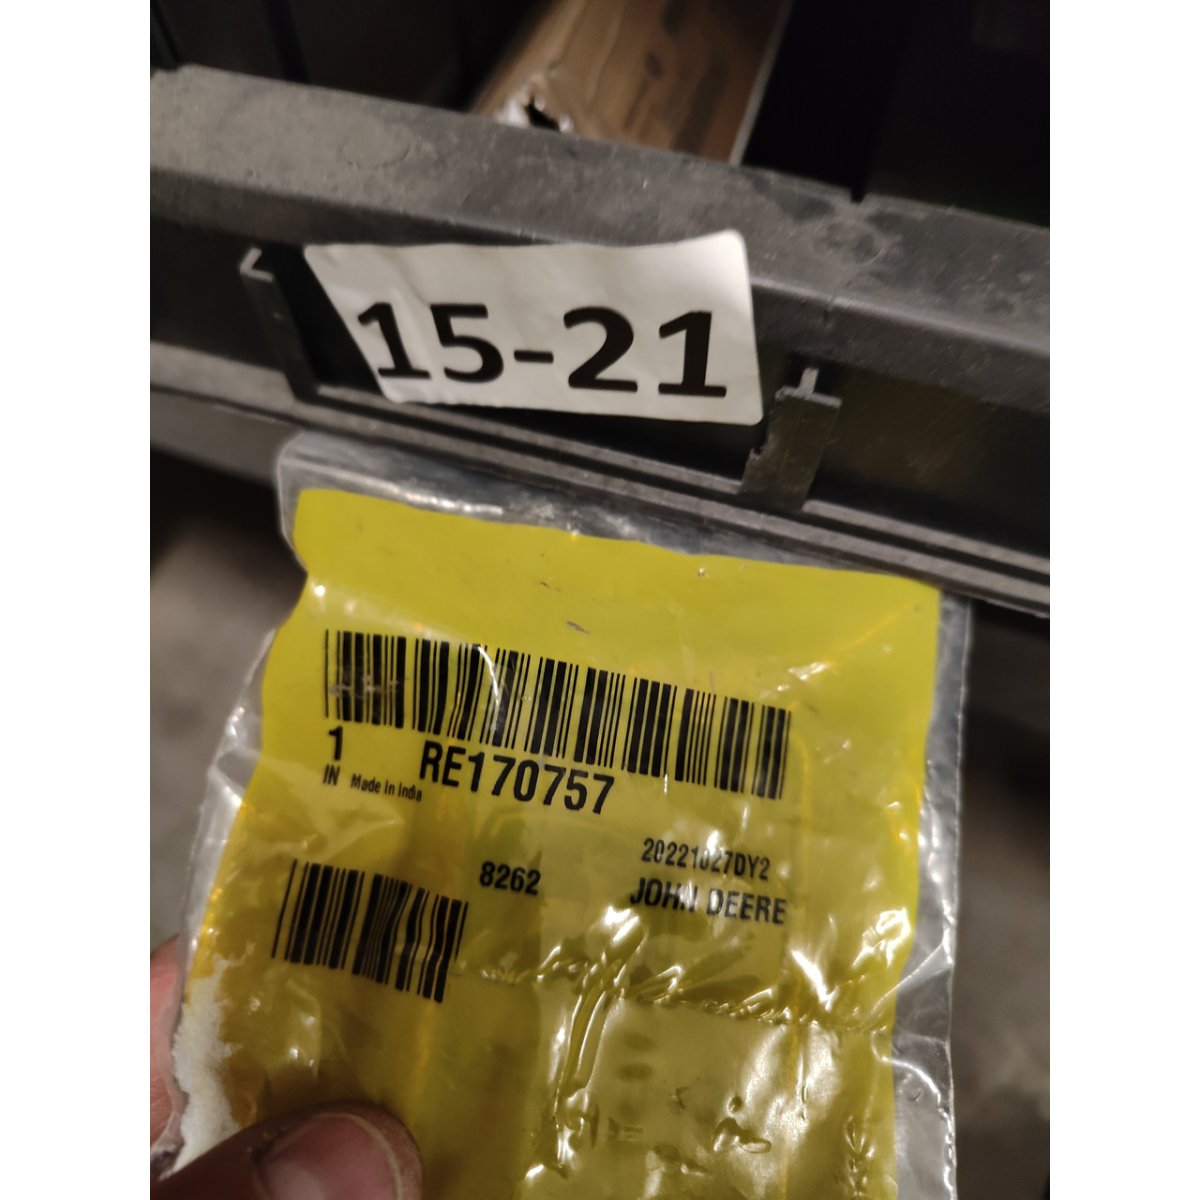 15-21
1 RE170757
IN Made in India
20221027DY2
8262 JOHN DEERE